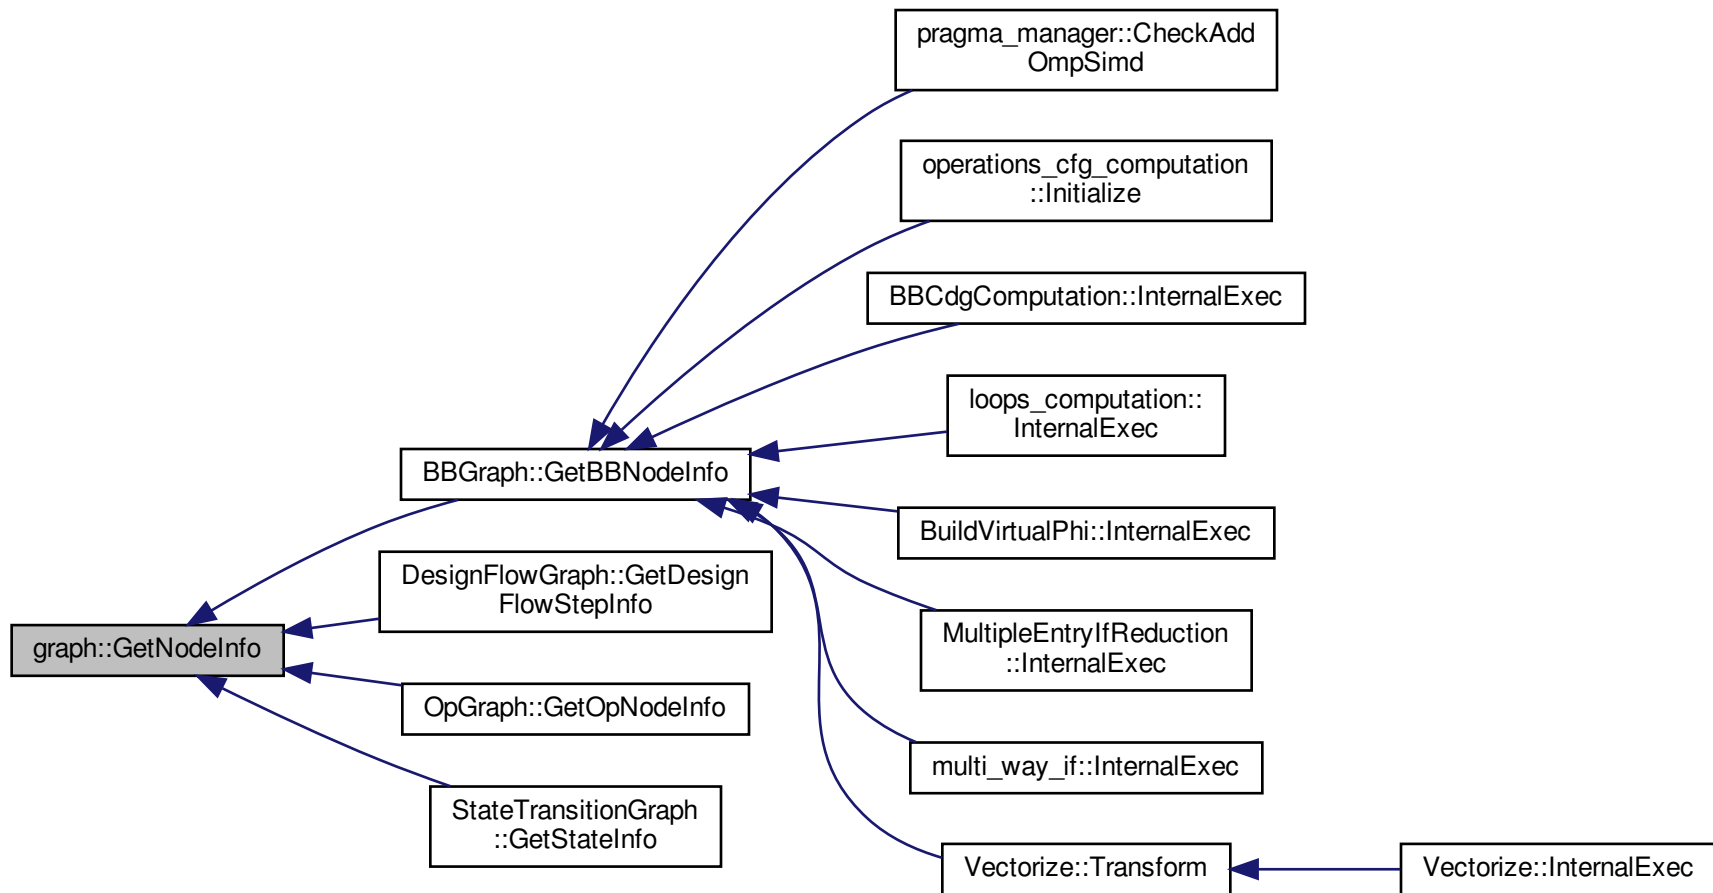 pragma_manager::CheckAdd
OmpSimd
operations_cfg_computation
::Initialize
BBCdgComputation::InternalExec
loops_computation::
InternalExec
BBGraph::GetBBNodeInfo
BuildVirtualPhi::InternalExec
DesignFlowGraph::GetDesign
FlowStepInfo
graph::GetNodeInfo
MultipleEntryIfReduction
::InternalExec
OpGraph::GetOpNodeInfo
multi_way_if::InternalExec
StateTransitionGraph
::GetStateInfo
Vectorize::Transform
Vectorize::InternalExec